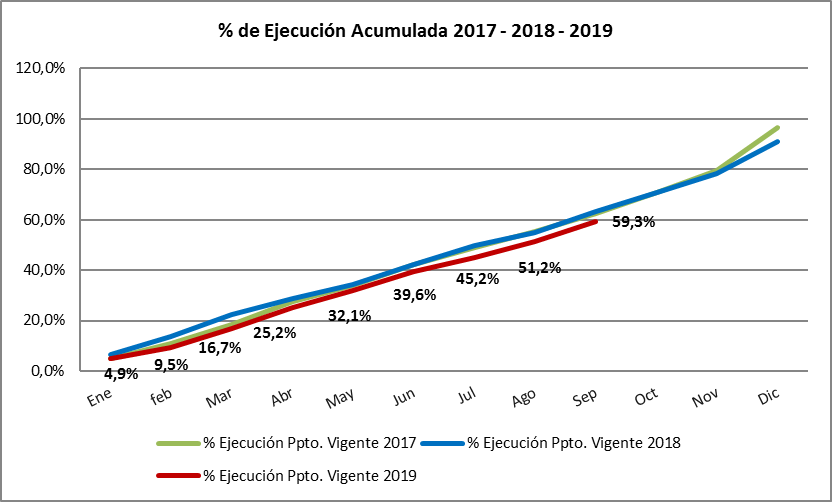 % de Ejecución Acumulada 2017 - 2018 - 2019
120,0%
100,0%
80,0%
60,0%
40,0%
20,0%
0,0%
4,9%
9,5%
16,7%
25,2%
32,1%
39,6%
45,2%
51,2%
59,3%
Ene
feb
Mar
Abr
May
Jun
Jul
Ago
Sep
Oct
Nov
Dic
% Ejecución Ppto. Vigente 2017
% Ejecución Ppto. Vigente 2018
% Ejecución Ppto. Vigente 2019